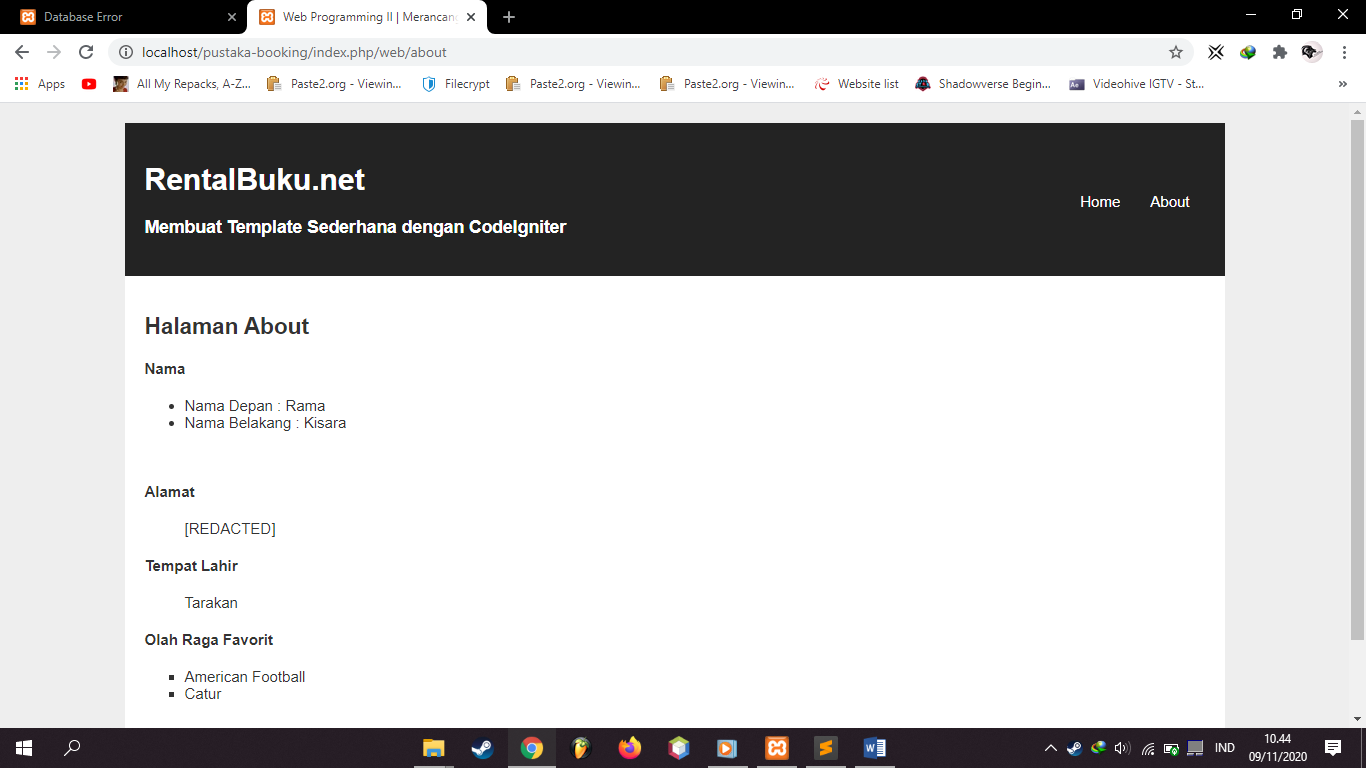 Database Error
Web Programming II | Merancang
localhost/pustaka-booking/index.php/web/about
Apps
All My Repacks, A-Z...
Paste2.org - Viewin...
Filecrypt
Paste2.org - Viewin...
Paste2.org - Viewin...
Website list
Shadowverse Begin...
Ae
Videohive IGTV - St...
»
RentalBuku.net
Home
About
Membuat Template Sederhana dengan CodeIgniter
Halaman About
Nama
• Nama Depan : Rama
• Nama Belakang : Kisara
Alamat
[REDACTED]
Tempat Lahir
Tarakan
Olah Raga Favorit
▪ American Football
▪ Catur
IND
10.44
09/11/2020